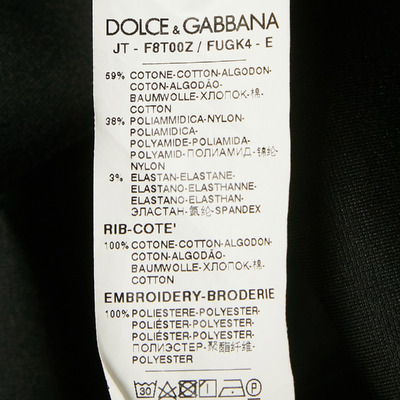 DOLCE & GABBANA
JT - F8T00Z / FUGK4 - E
59% COTONE-COTTON-ALGODON-
COTON-ALGODÃO-
BAUMWOLLE-ХЛОПОК-棉-
COTTON
38% POLIAMMIDICA-NYLON-
POLIAMIDICA-
POLYAMIDE-POLIAMIDA-
POLYAMID-ПОЛИАМИД-锦纶-
NYLON
3% ELASTAN-ELASTANE-
ELASTANO-ELASTHANNE-
ELASTANO-ELASTHAN-
ЭЛАСТАН-氨纶-SPANDEX
RIB-COTE'
100% COTONE-COTTON-ALGODON-
COTON-ALGODÃO-
BAUMWOLLE-ХЛОПОК-棉-
COTTON
EMBROIDERY-BRODERIE
100% POLIESTERE-POLYESTER-
POLIÉSTER-POLYESTER-
POLIÉSTER-POLYESTER-
ПОЛИЭСТЕР-聚酯纤维-
POLYESTER
30 P